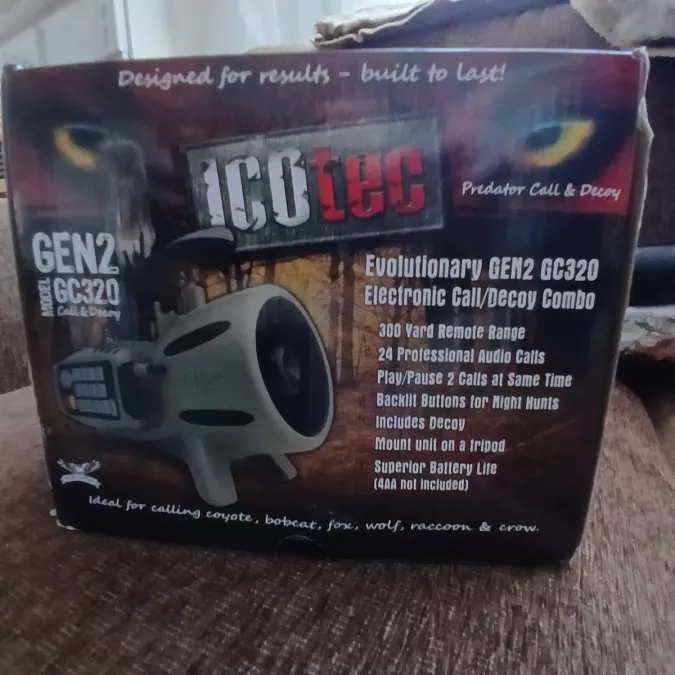 Designed for results - built to last!
ICOtec
Predator Call & Decoy
GEN2
MODEL GC320
Call & Decoy
Evolutionary GEN2 GC320
Electronic Call/Decoy Combo
300 Yard Remote Range
24 Professional Audio Calls
Play/Pause 2 Calls at Same Time
Backlit Buttons for Night Hunts
Includes Decoy
Mount unit on a tripod
Superior Battery Life
(4AA not included)
Ideal for calling coyote, bobcat, fox, wolf, raccoon & crow.